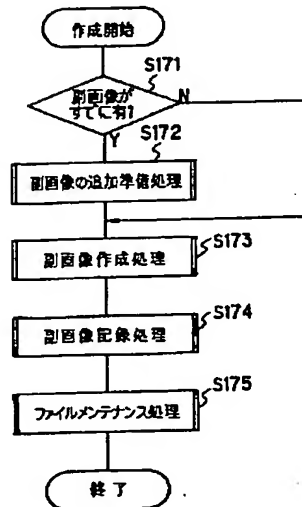 作成開始
S171
副画像が
すでに有?
N
Y
S172
副画像の追加準備処理
S173
副画像作成処理
S174
副画像記録処理
S175
ファイルメンテナンス処理
終了